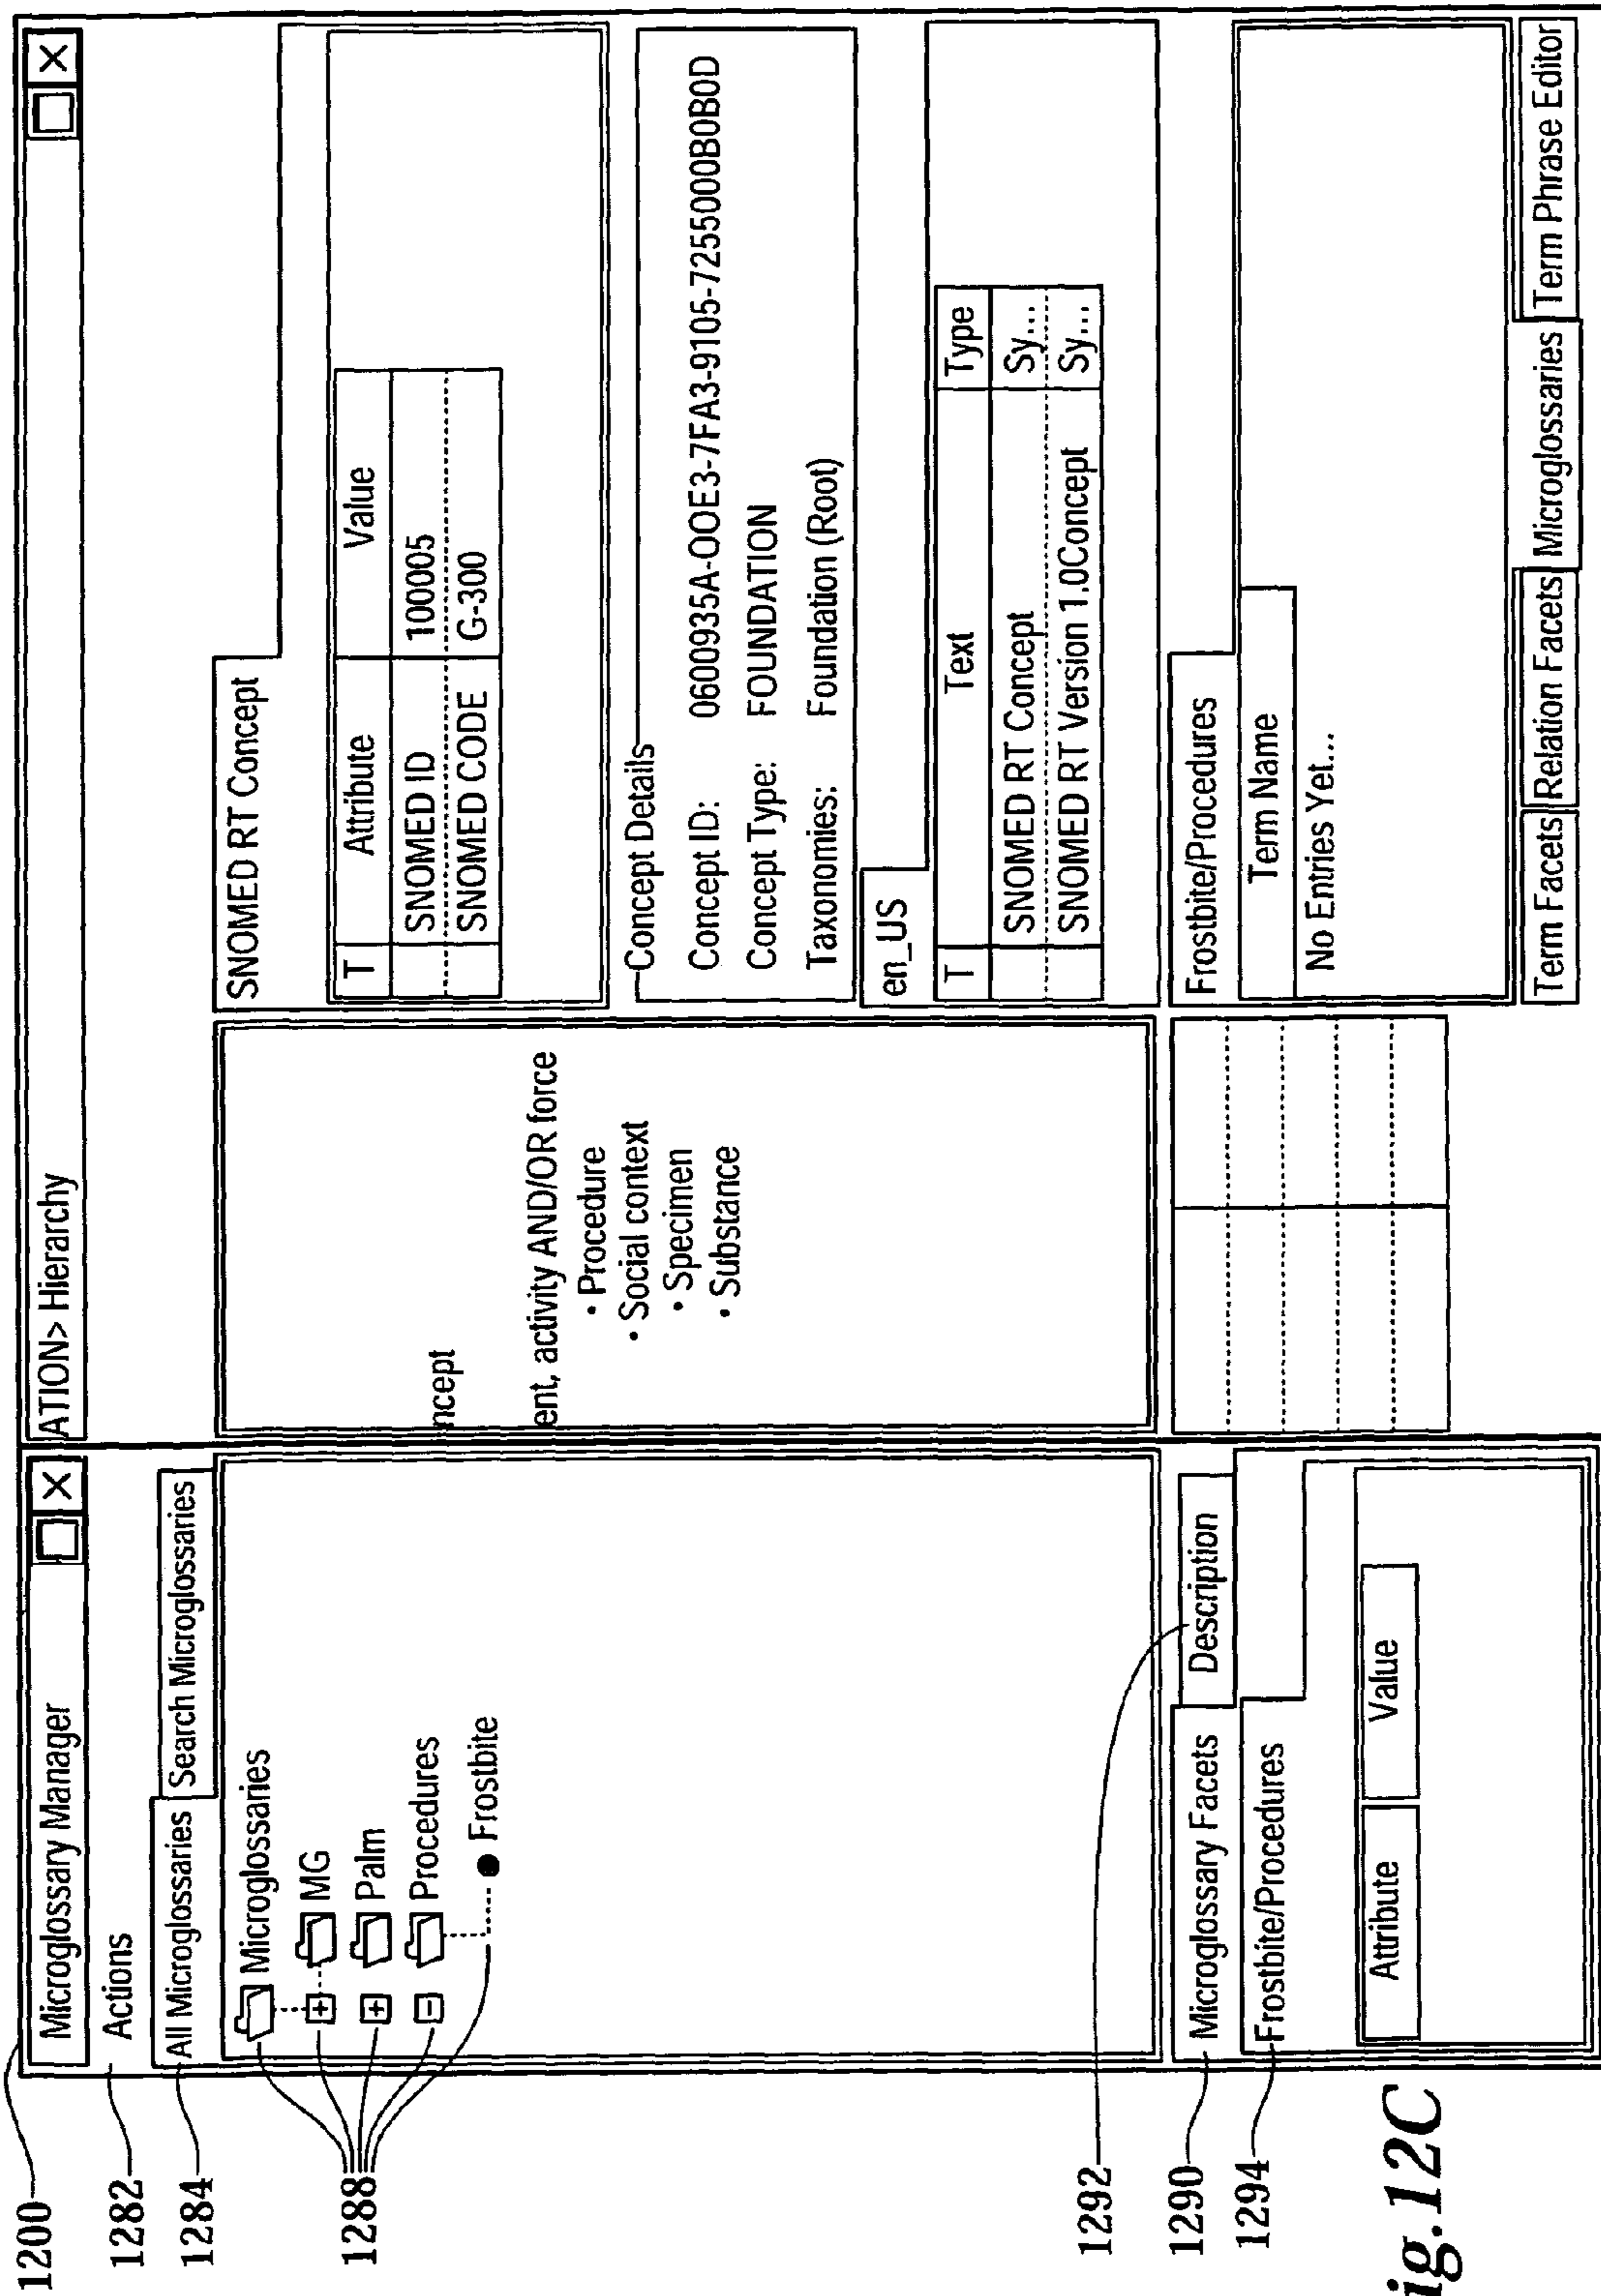 1200
Microglossary Manager
X
1282
Actions
1284
All Microglossaries
Search Microglossaries
1288
Microglossaries
+ MG
+ Palm
- Procedures
Frostbite
1292
1290
Microglossary Facets
Description
1294
Frostbite/Procedures
Attribute
Value
ATION> Hierarchy
X
ncept
ent, activity AND/OR force
• Procedure
• Social context
• Specimen
• Substance
SNOMED RT Concept
T Attribute Value
SNOMED ID 100005
SNOMED CODE G-300
Concept Details
Concept ID: 0600935A-OOE3-7FA3-9105-7255000B0B0D
Concept Type: FOUNDATION
Taxonomies: Foundation (Root)
en_US
T Text Type
SNOMED RT Concept Sy...
SNOMED RT Version 1.0Concept Sy...
Frostbite/Procedures
Term Name
No Entries Yet...
Term Facets Relation Facets Microglossaries Term Phrase Editor
ig.12C